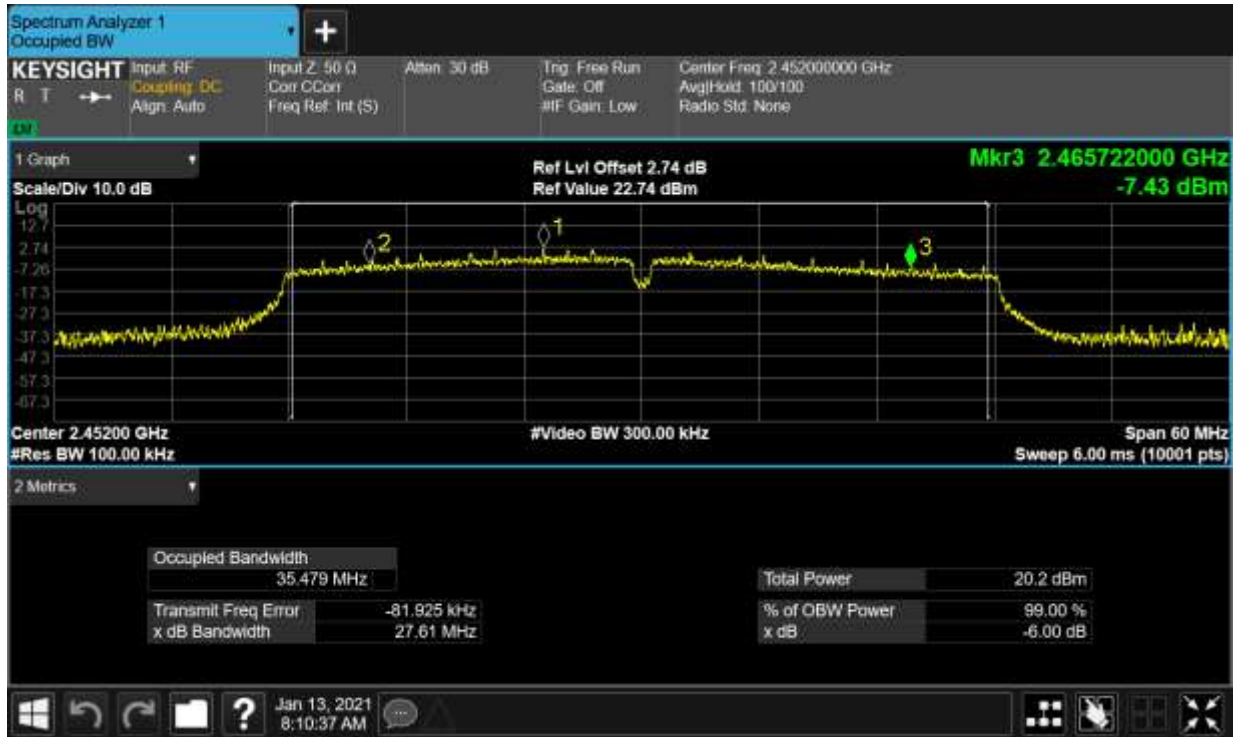 Spectrum Analyzer 1
Occupied BW
KEYSIGHT
R T
Input: RF
Coupling: DC
Align: Auto
Input Z: 50 Ω
Corr CCorr
Freq Ref: Int (S)
Atten: 30 dB
Trig: Free Run
Gate: Off
#IF Gain: Low
Center Freq: 2.452000000 GHz
Avg|Hold: 100/100
Radio Std: None
1 Graph
Scale/Div 10.0 dB
Ref Lvl Offset 2.74 dB
Ref Value 22.74 dBm
Mkr3 2.465722000 GHz
-7.43 dBm
Log
12.7
2.74
-7.26
-17.3
-27.3
-37.3
-47.3
-57.3
-67.3
1
2
3
Center 2.45200 GHz
#Video BW 300.00 kHz
Span 60 MHz
#Res BW 100.00 kHz
Sweep 6.00 ms (10001 pts)
2 Metrics
Occupied Bandwidth
35.479 MHz
Total Power 20.2 dBm
Transmit Freq Error -81.925 kHz
% of OBW Power 99.00 %
x dB Bandwidth 27.61 MHz
x dB -6.00 dB
?
Jan 13, 2021
8:10:37 AM